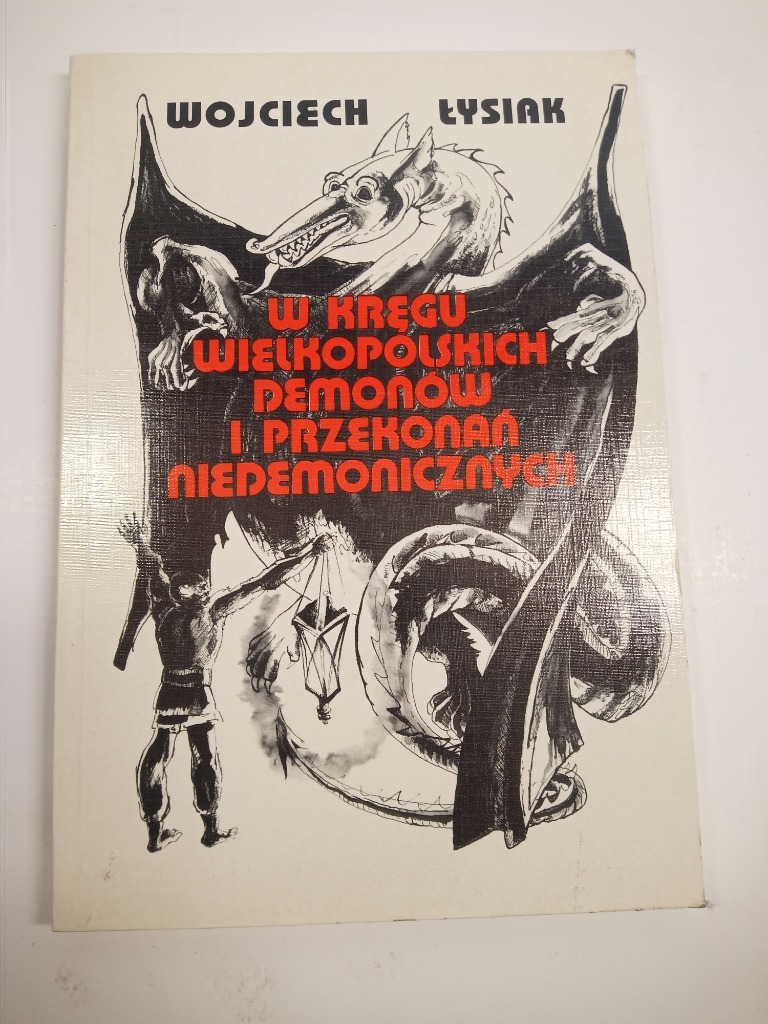 WOJCIECH ŁYSIAK
W KRĘGU
WIELKOPOLSKICH
DEMONÓW
I PRZEKONAŃ
NIEDEMONICZNYCH